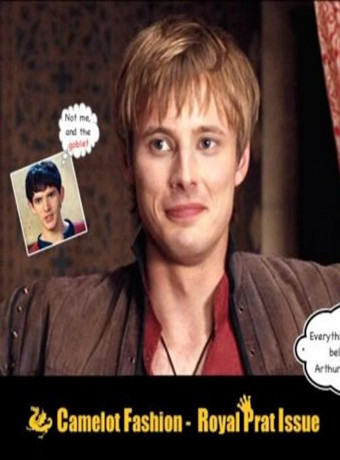 Not me,
and the
goblet
Everythi
bel
Arthur
Camelot Fashion - Royal Prat Issue